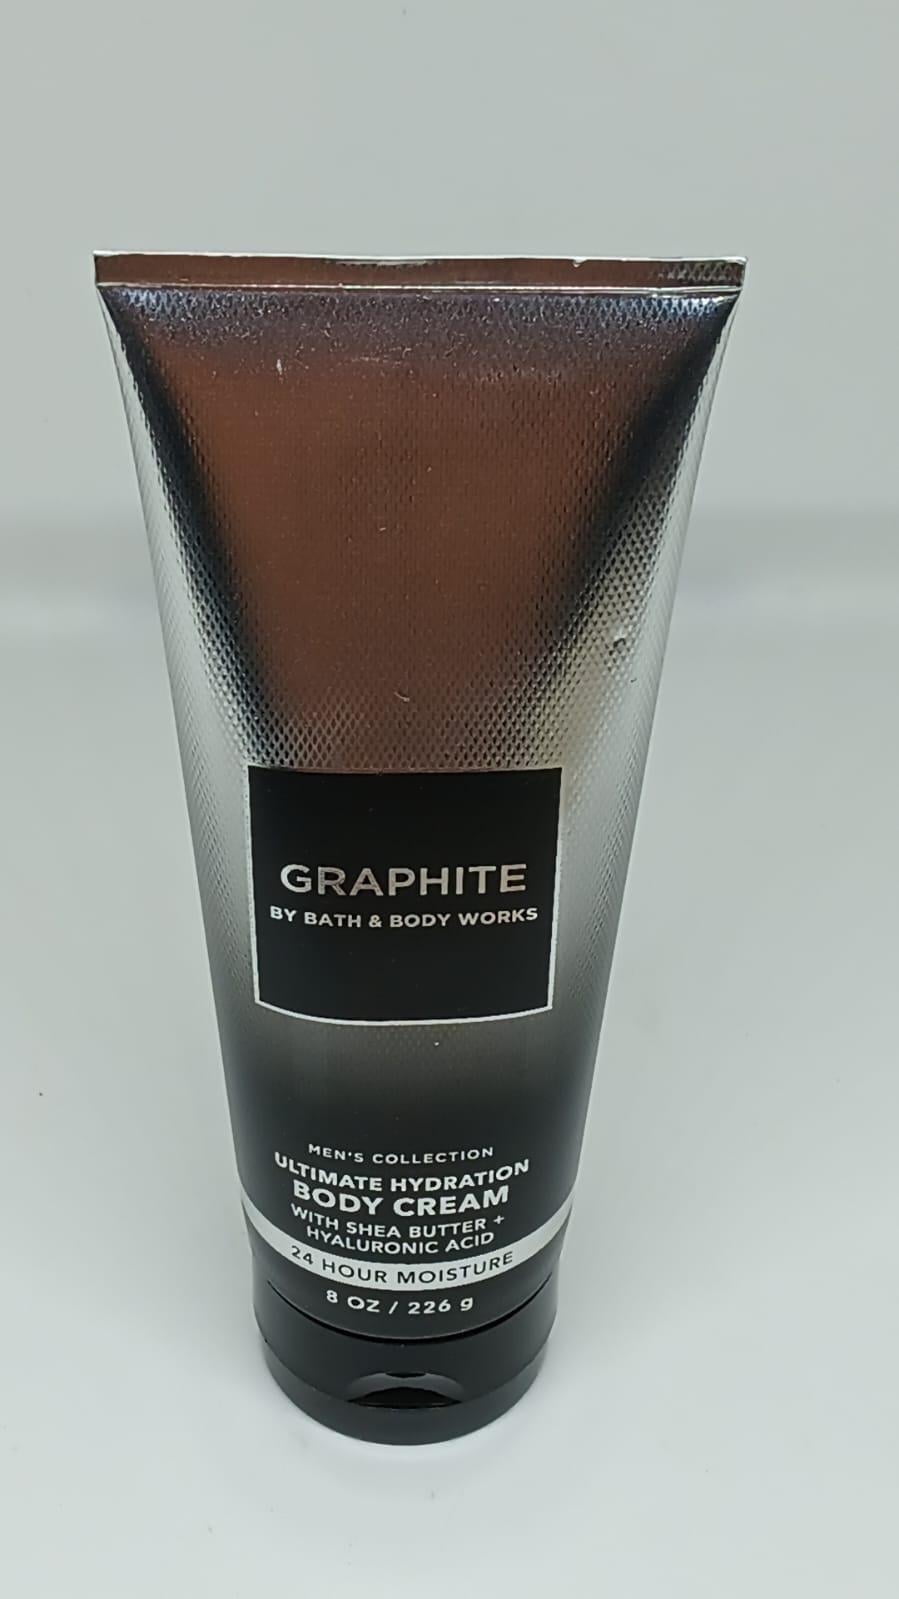 GRAPHITE
BY BATH & BODY WORKS
MEN'S COLLECTION
ULTIMATE HYDRATION
BODY CREAM
WITH SHEA BUTTER +
HYALURONIC ACID
24 HOUR MOISTURE
8 OZ / 226 g